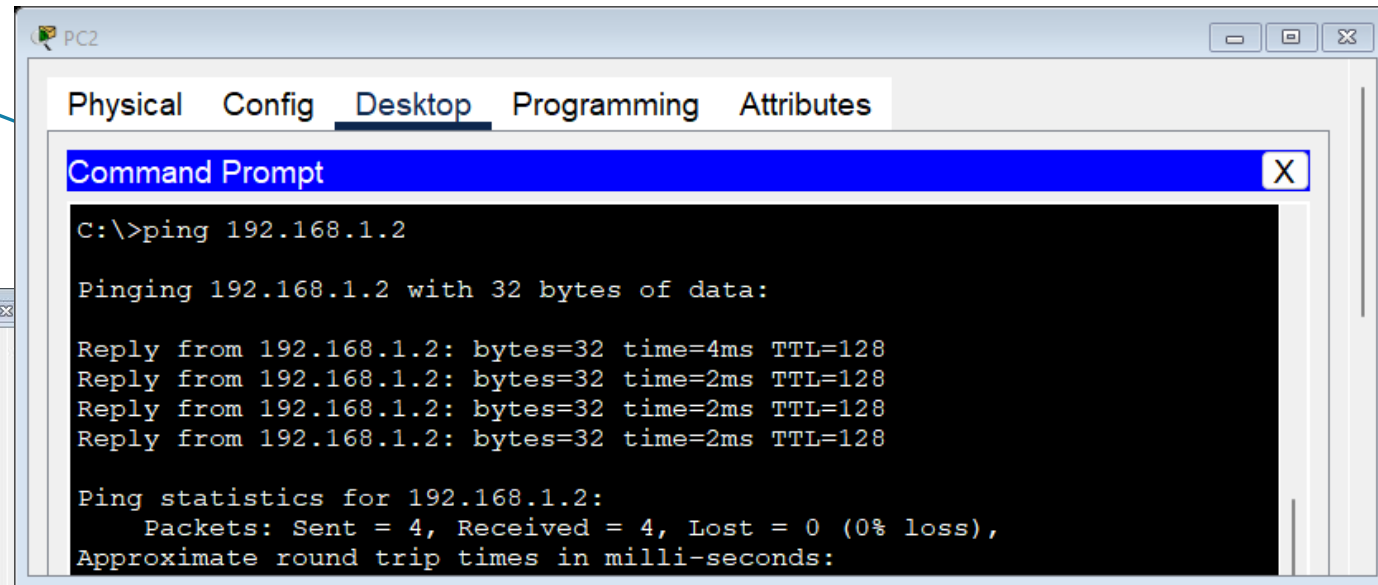 PC2
Physical Config Desktop Programming Attributes
Command Prompt
X
C:\>ping 192.168.1.2
Pinging 192.168.1.2 with 32 bytes of data:
Reply from 192.168.1.2: bytes=32 time=4ms TTL=128
Reply from 192.168.1.2: bytes=32 time=2ms TTL=128
Reply from 192.168.1.2: bytes=32 time=2ms TTL=128
Reply from 192.168.1.2: bytes=32 time=2ms TTL=128
Ping statistics for 192.168.1.2:
Packets: Sent = 4, Received = 4, Lost = 0 (0% loss),
Approximate round trip times in milli-seconds: